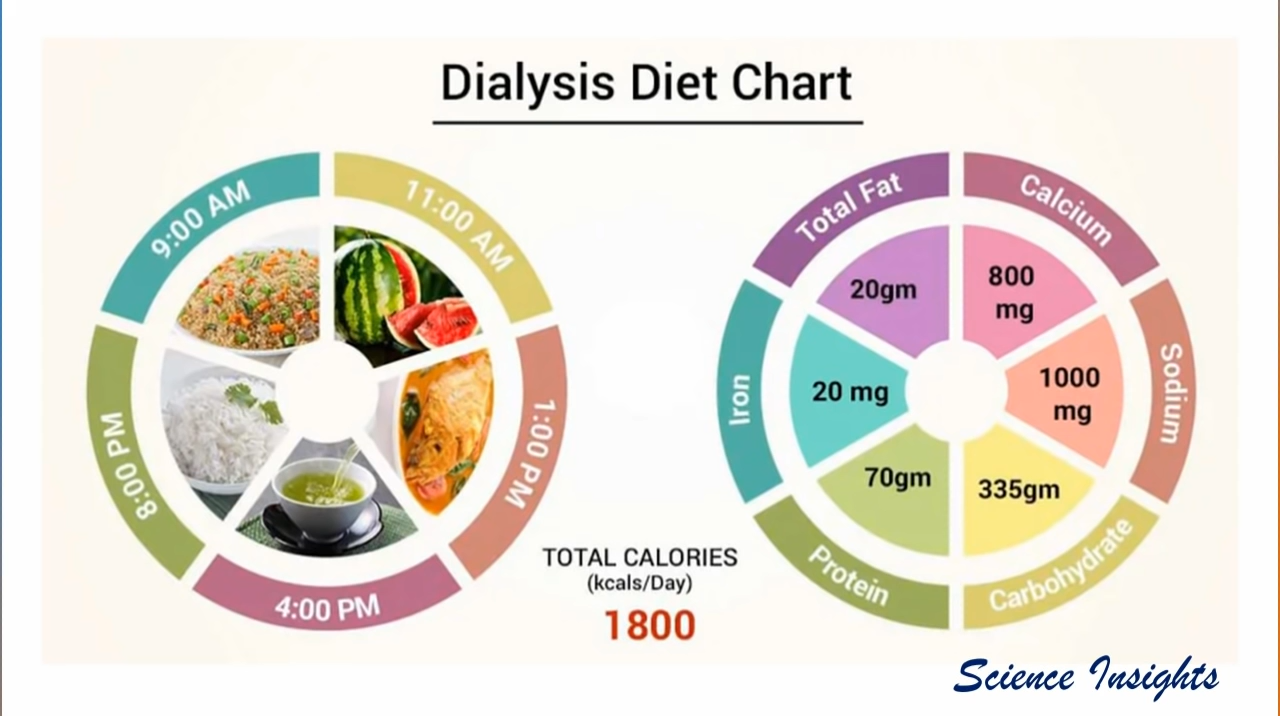 Dialysis Diet Chart
9:00 AM
11:00 AM
1:00 PM
4:00 PM
8:00 PM
TOTAL CALORIES
(kcals/Day)
1800
Total Fat
20gm
Calcium
800
mg
Sodium
1000
mg
Carbohydrate
335gm
Protein
70gm
Iron
20 mg
Science Insights